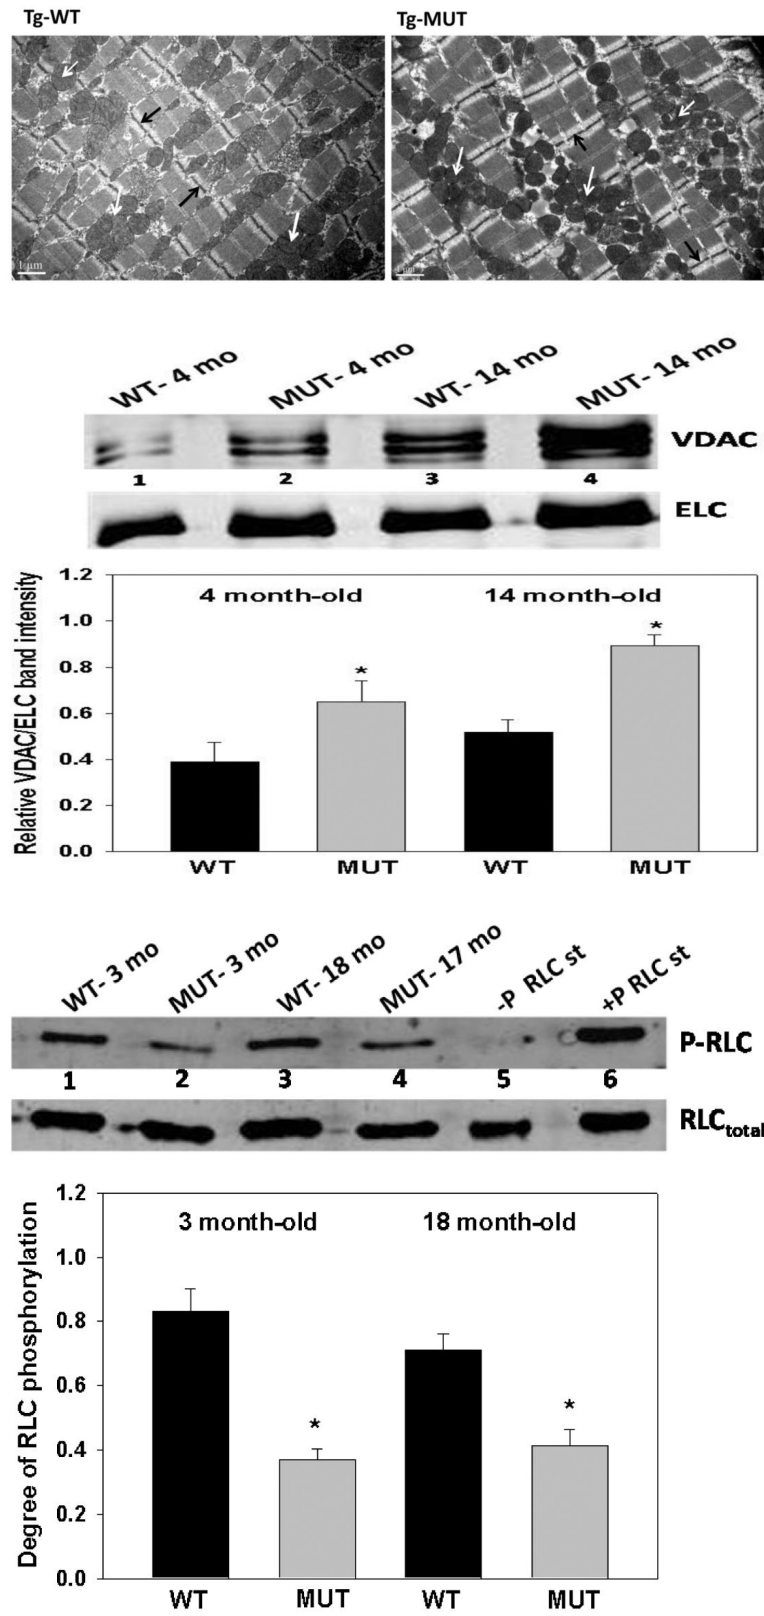 Tg-WT
Tg-MUT
1 µm
1 µm
WT- 4 mo
MUT- 4 mo
WT- 14 mo
MUT- 14 mo
VDAC
1 2 3 4
ELC
Relative VDAC/ELC band intensity
1.2
1.0
0.8
0.6
0.4
0.2
0.0
4 month-old
14 month-old
*
*
WT MUT WT MUT
WT- 3 mo
MUT- 3 mo
WT- 18 mo
MUT- 17 mo
-P RLC st
+P RLC st
P-RLC
1 2 3 4 5 6
RLCtotal
Degree of RLC phosphorylation
1.2
1.0
0.8
0.6
0.4
0.2
0.0
3 month-old
18 month-old
*
*
WT MUT WT MUT